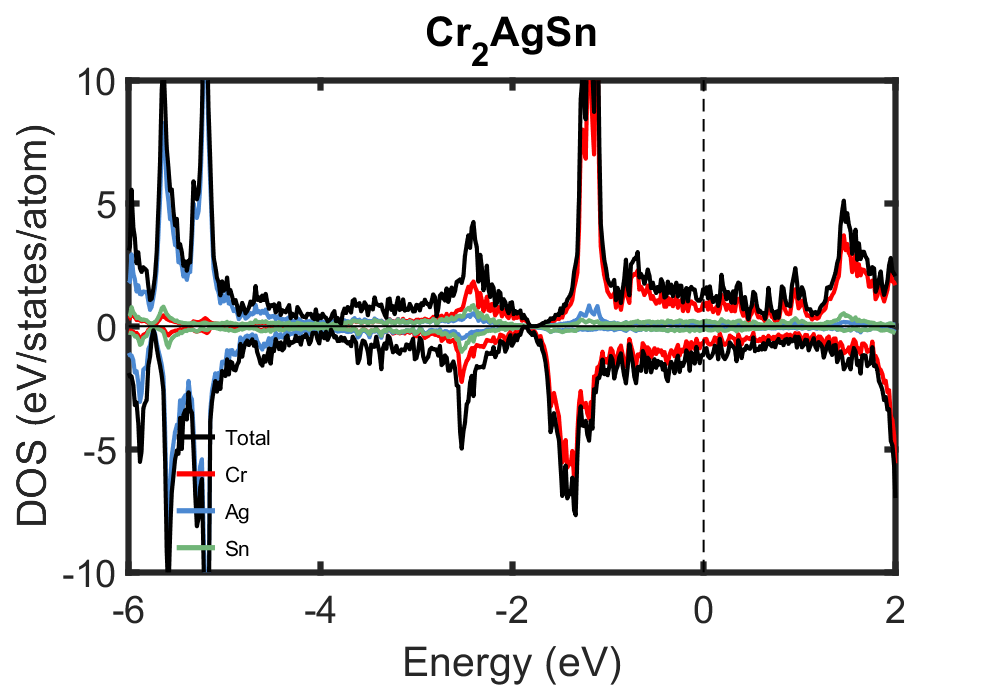 Cr2AgSn
DOS (eV/states/atom)
10
5
0
-5
-10
Total
Cr
Ag
Sn
-6 -4 -2 0 2
Energy (eV)